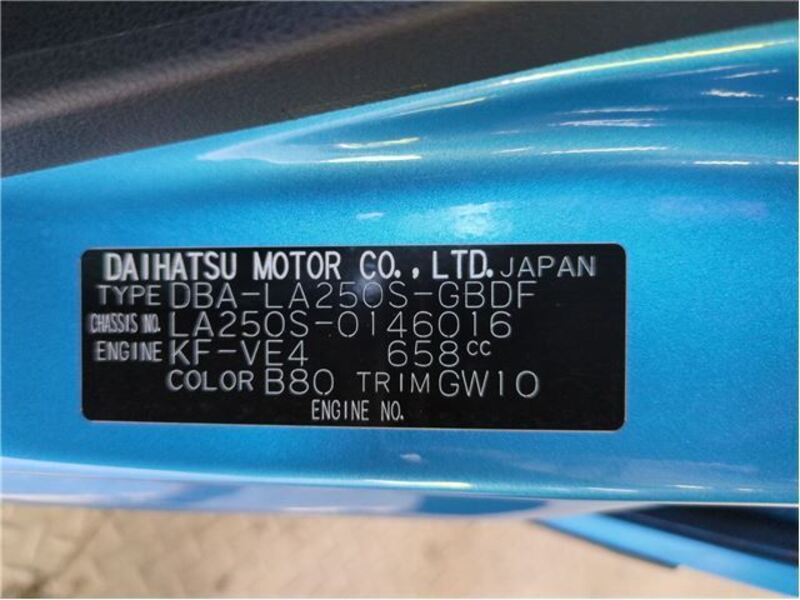 DAIHATSU MOTOR CO., LTD. JAPAN
TYPE DBA-LA250S-GBDF
CHASSIS NO. LA250S-0146016
ENGINE KF-VE4 658cc
COLOR B80 TRIM GW10
ENGINE NO.